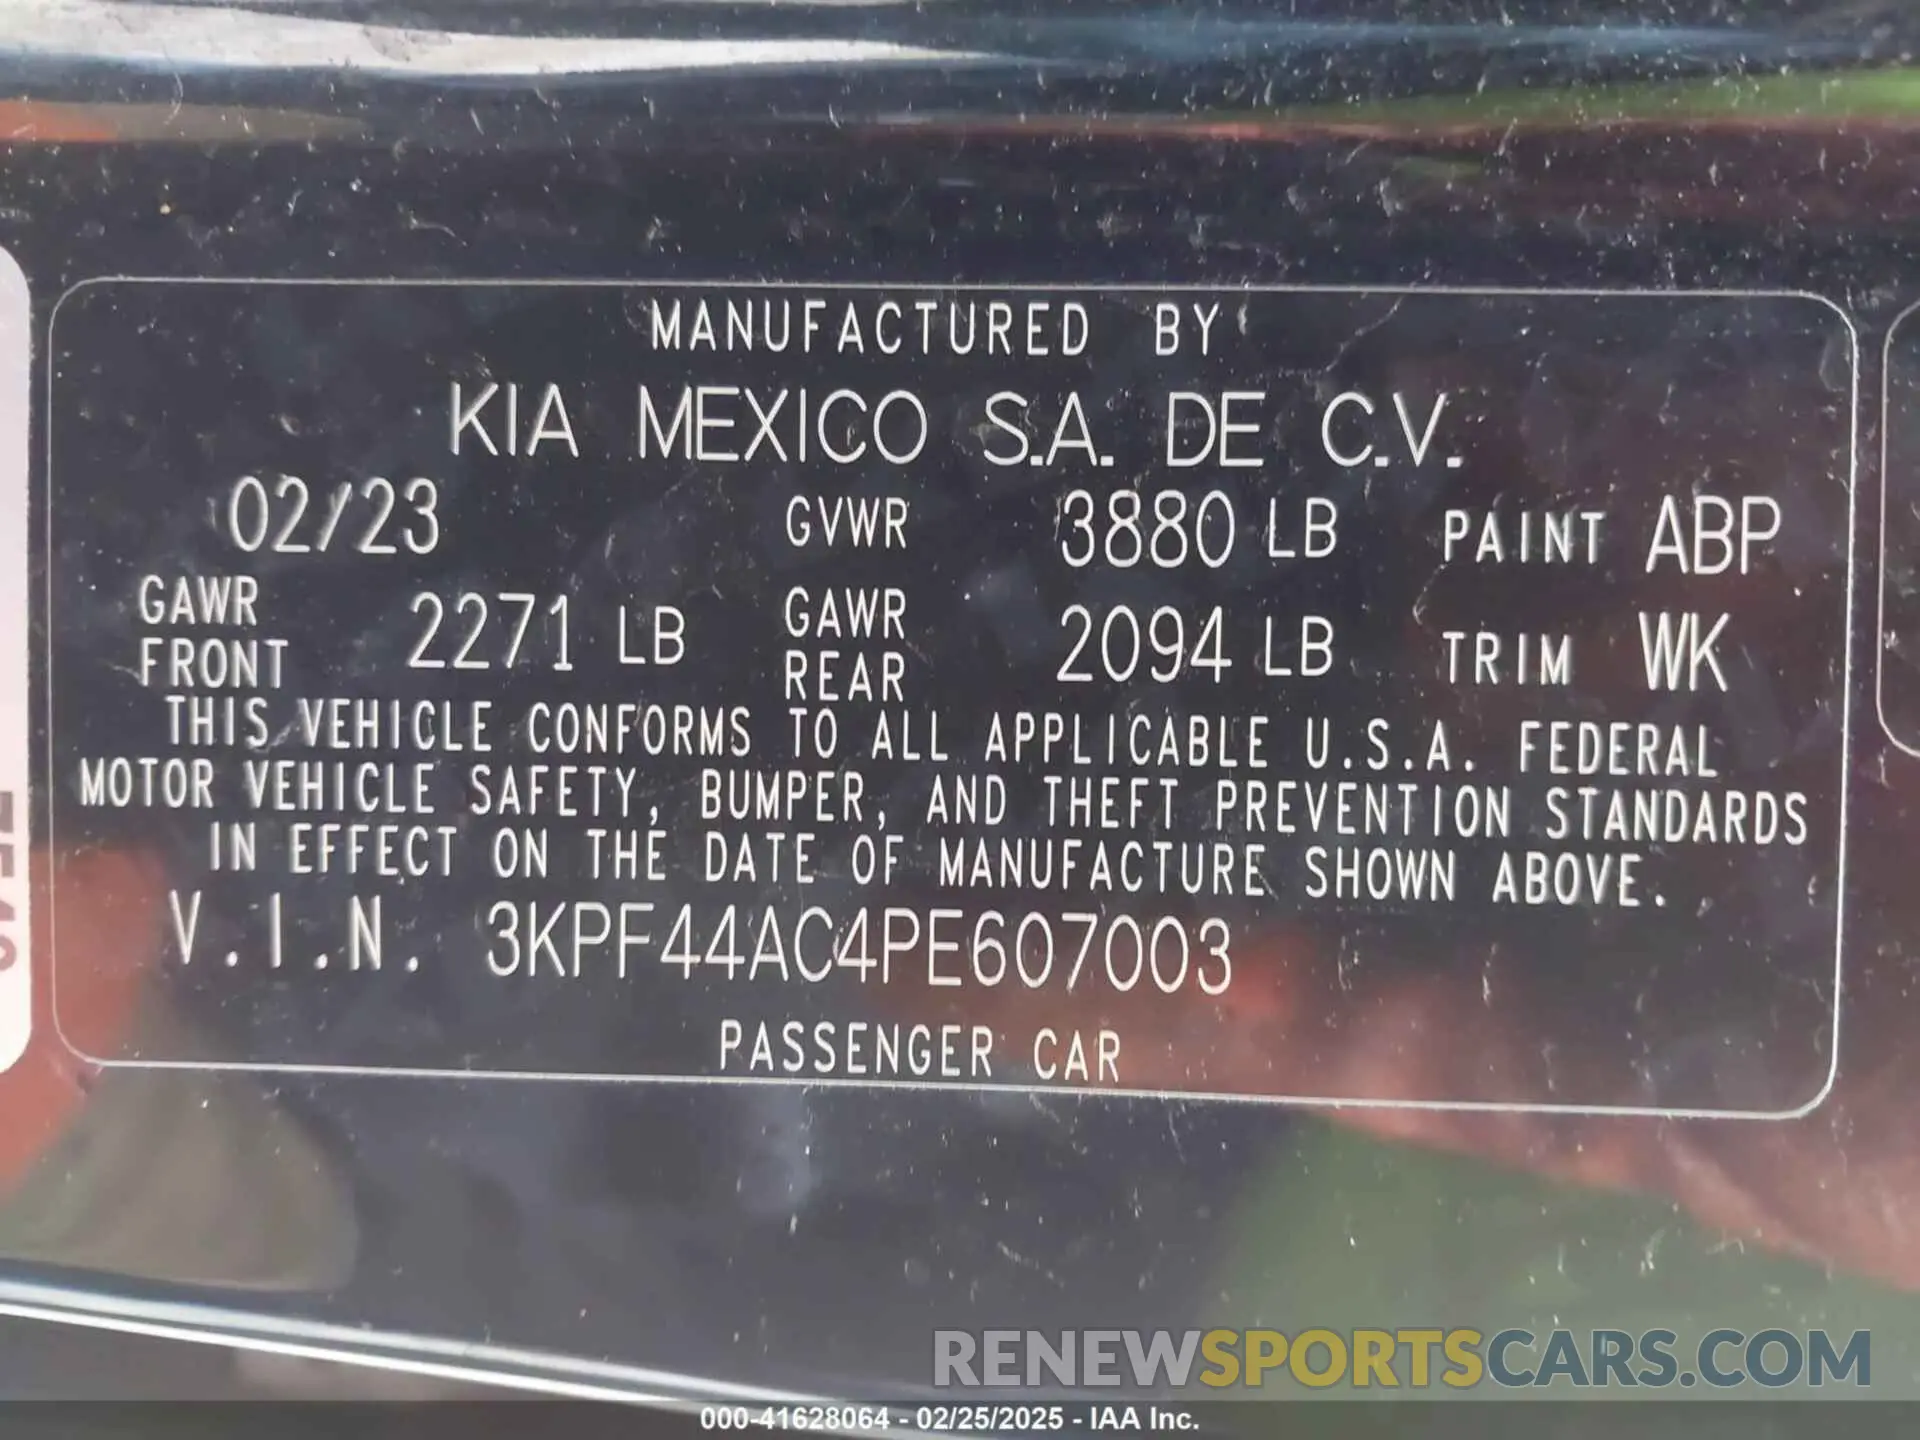 MANUFACTURED BY
KIA MEXICO S.A. DE C.V.
02/23 GVWR 3880 LB PAINT ABP
GAWR FRONT 2271 LB GAWR REAR 2094 LB TRIM WK
THIS VEHICLE CONFORMS TO ALL APPLICABLE U.S.A. FEDERAL
MOTOR VEHICLE SAFETY, BUMPER, AND THEFT PREVENTION STANDARDS
IN EFFECT ON THE DATE OF MANUFACTURE SHOWN ABOVE.
V.I.N. 3KPF44AC4PE607003
PASSENGER CAR
RENEWSPORTSCARS.COM
000-41628064 - 02/25/2025 - IAA Inc.